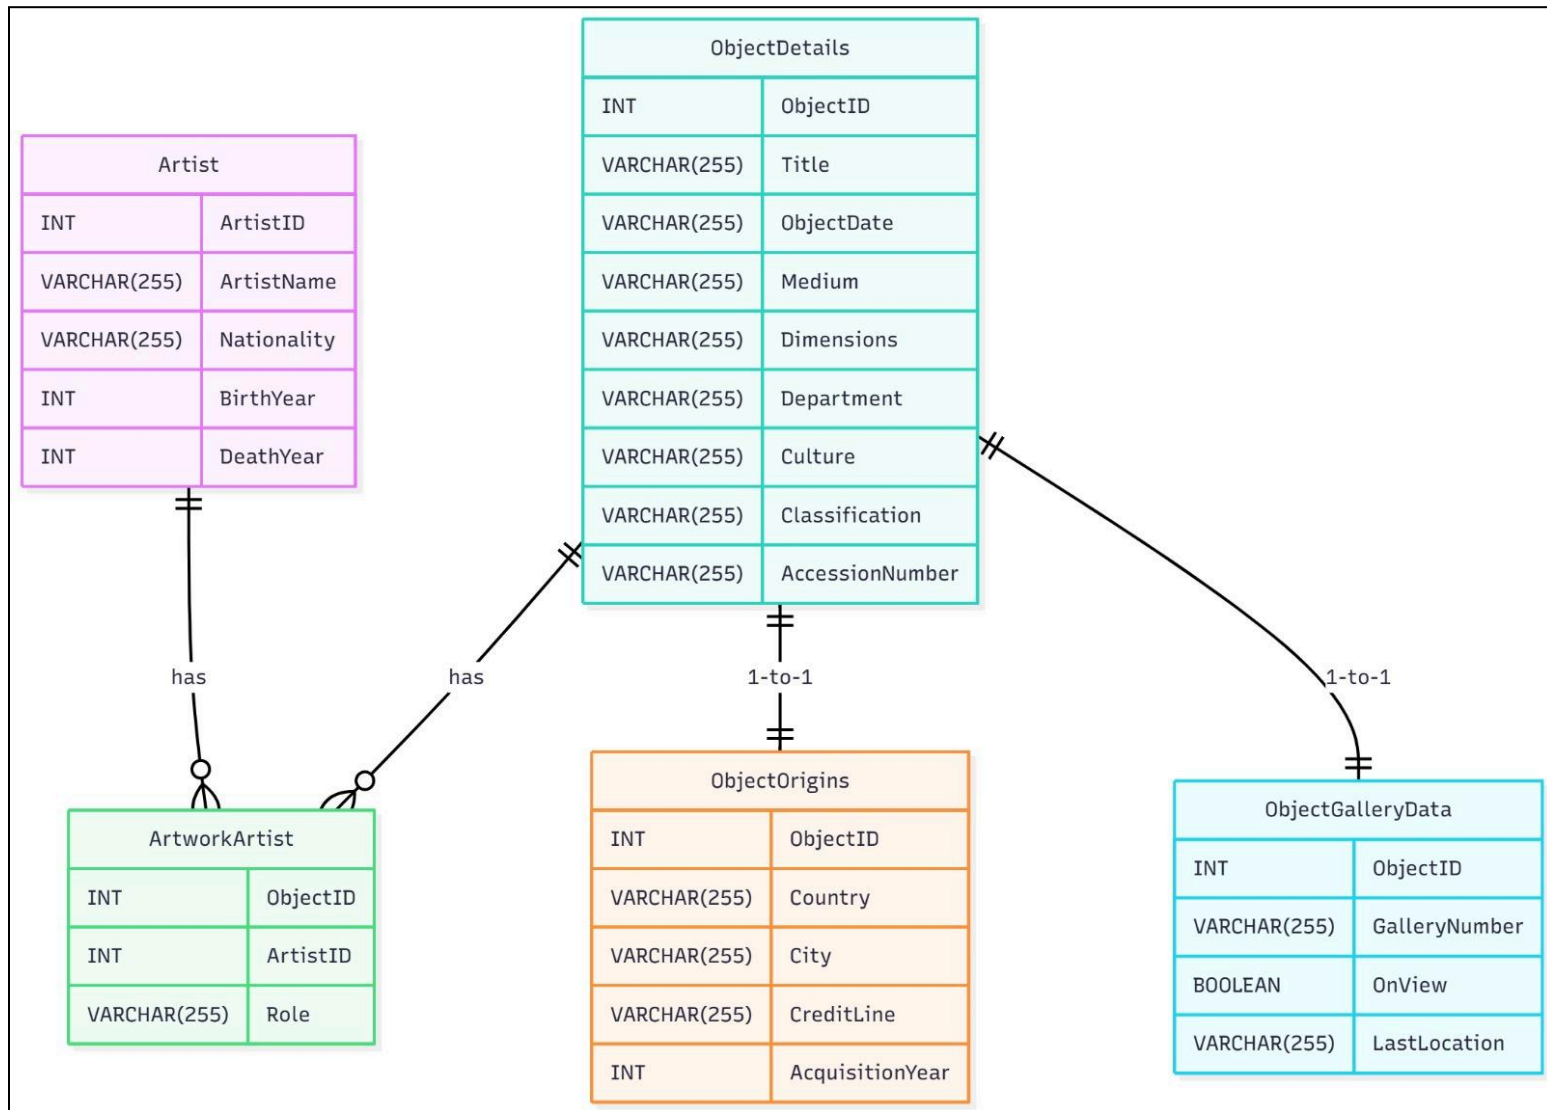 ObjectDetails
INT ObjectID
VARCHAR(255) Title
VARCHAR(255) ObjectDate
VARCHAR(255) Medium
VARCHAR(255) Dimensions
VARCHAR(255) Department
VARCHAR(255) Culture
VARCHAR(255) Classification
VARCHAR(255) AccessionNumber
Artist
INT ArtistID
VARCHAR(255) ArtistName
VARCHAR(255) Nationality
INT BirthYear
INT DeathYear
has
has
1-to-1
1-to-1
ArtworkArtist
INT ObjectID
INT ArtistID
VARCHAR(255) Role
ObjectOrigins
INT ObjectID
VARCHAR(255) Country
VARCHAR(255) City
VARCHAR(255) CreditLine
INT AcquisitionYear
ObjectGalleryData
INT ObjectID
VARCHAR(255) GalleryNumber
BOOLEAN OnView
VARCHAR(255) LastLocation